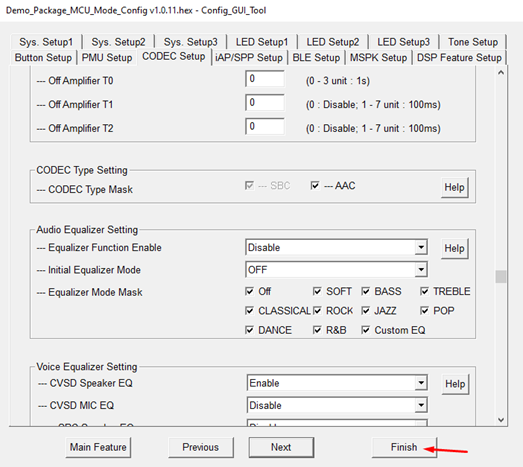 Demo_Package_MCU_Mode_Config v1.0.11.hex - Config_GUI_Tool
Sys. Setup1 Sys. Setup2 Sys. Setup3 LED Setup1 LED Setup2 LED Setup3 Tone Setup
Button Setup PMU Setup CODEC Setup iAP/SPP Setup BLE Setup MSPK Setup DSP Feature Setup
--- Off Amplifier T0 0 (0 - 3 unit : 1s)
--- Off Amplifier T1 0 (0 : Disable; 1 - 7 unit : 100ms)
--- Off Amplifier T2 0 (0 : Disable; 1 - 7 unit : 100ms)
CODEC Type Setting
--- CODEC Type Mask --- SBC --- AAC Help
Audio Equalizer Setting
--- Equalizer Function Enable Disable Help
--- Initial Equalizer Mode OFF
--- Equalizer Mode Mask Off SOFT BASS TREBLE
CLASSICAL ROCK JAZZ POP
DANCE R&B Custom EQ
Voice Equalizer Setting
--- CVSD Speaker EQ Enable Help
--- CVSD MIC EQ Disable
Main Feature Previous Next Finish